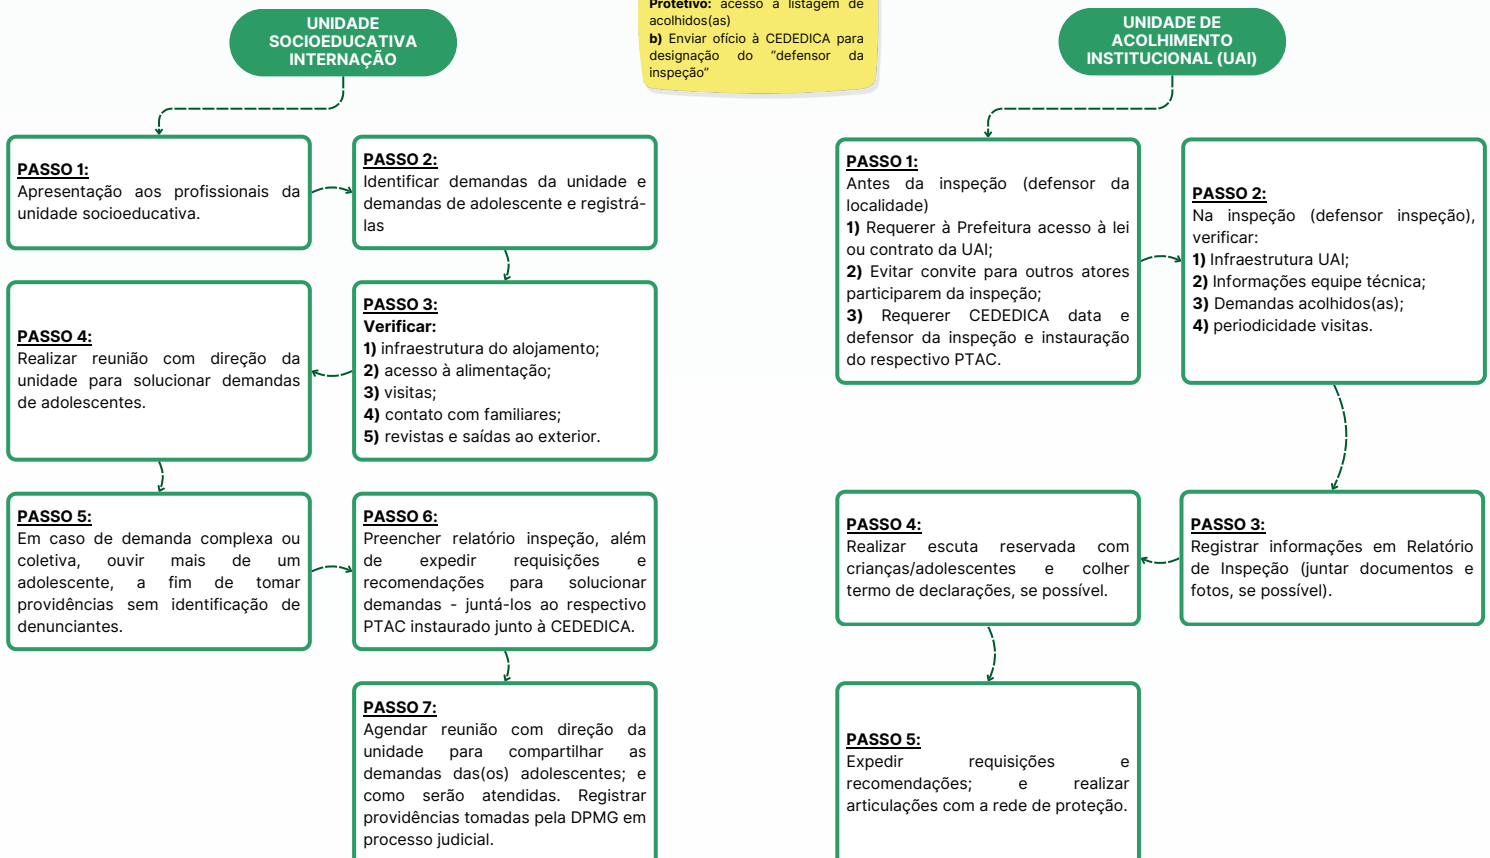 UNIDADE
SOCIOEDUCATIVA
INTERNAÇÃO
PASSO 1:
Apresentação aos profissionais da
unidade socioeducativa.
PASSO 2:
Identificar demandas da unidade e
demandas de adolescente e registrá-
las
PASSO 3:
Verificar:
1) infraestrutura do alojamento;
2) acesso à alimentação;
3) visitas;
4) contato com familiares;
5) revistas e saídas ao exterior.
PASSO 4:
Realizar reunião com direção da
unidade para solucionar demandas
de adolescentes.
PASSO 5:
Em caso de demanda complexa ou
coletiva, ouvir mais de um
adolescente, a fim de tomar
providências sem identificação de
denunciantes.
PASSO 6:
Preencher relatório inspeção, além
de expedir requisições e
recomendações para solucionar
demandas - juntá-los ao respectivo
PTAC instaurado junto à CEDEDICA.
PASSO 7:
Agendar reunião com direção da
unidade para compartilhar as
demandas das(os) adolescentes; e
como serão atendidas. Registrar
providências tomadas pela DPMG em
processo judicial.
Protetivo: acesso a listagem de
acolhidos(as)
b) Enviar ofício à CEDEDICA para
designação do “defensor da
inspeção”
UNIDADE DE
ACOLHIMENTO
INSTITUCIONAL (UAI)
PASSO 1:
Antes da inspeção (defensor da
localidade)
1) Requerer à Prefeitura acesso à lei
ou contrato da UAI;
2) Evitar convite para outros atores
participarem da inspeção;
3) Requerer CEDEDICA data e
defensor da inspeção e instauração
do respectivo PTAC.
PASSO 2:
Na inspeção (defensor inspeção),
verificar:
1) Infraestrutura UAI;
2) Informações equipe técnica;
3) Demandas acolhidos(as);
4) periodicidade visitas.
PASSO 3:
Registrar informações em Relatório
de Inspeção (juntar documentos e
fotos, se possível).
PASSO 4:
Realizar escuta reservada com
crianças/adolescentes e colher
termo de declarações, se possível.
PASSO 5:
Expedir requisições e
recomendações; e realizar
articulações com a rede de proteção.